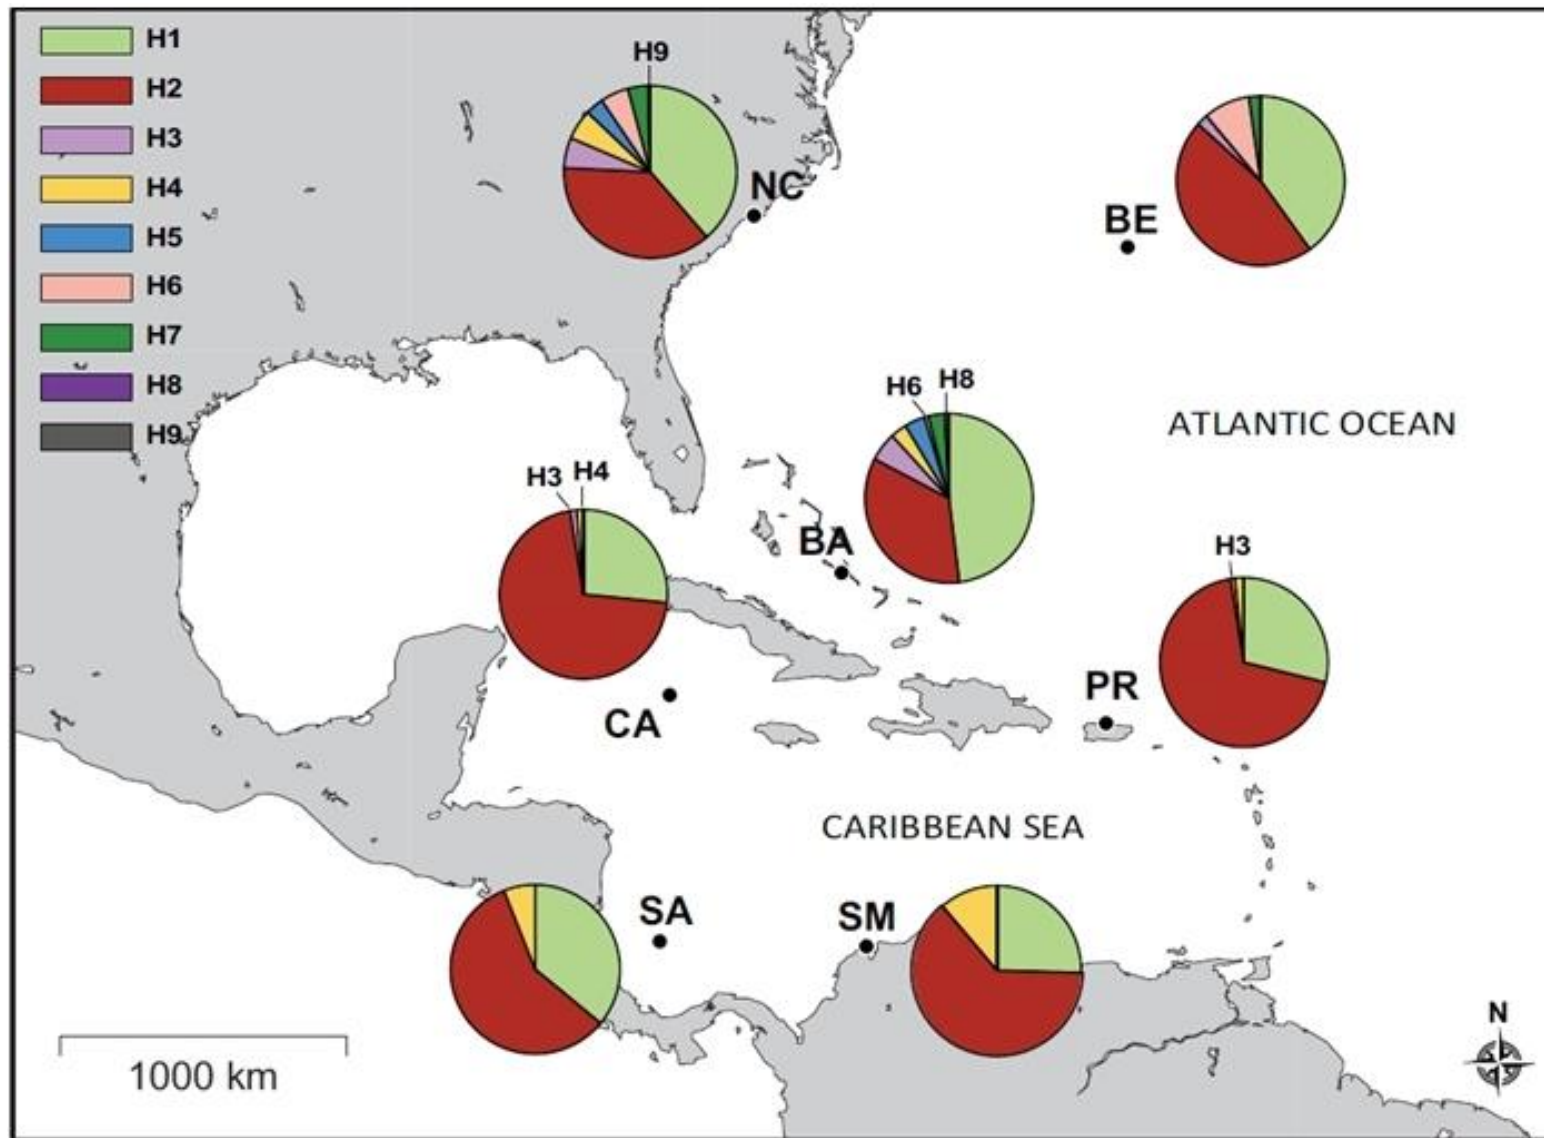 H1
H2
H3
H4
H5
H6
H7
H8
H9
H9
NC
BE
H6 H8
ATLANTIC OCEAN
H3 H4
BA
H3
PR
CA
CARIBBEAN SEA
SA
SM
N
1000 km